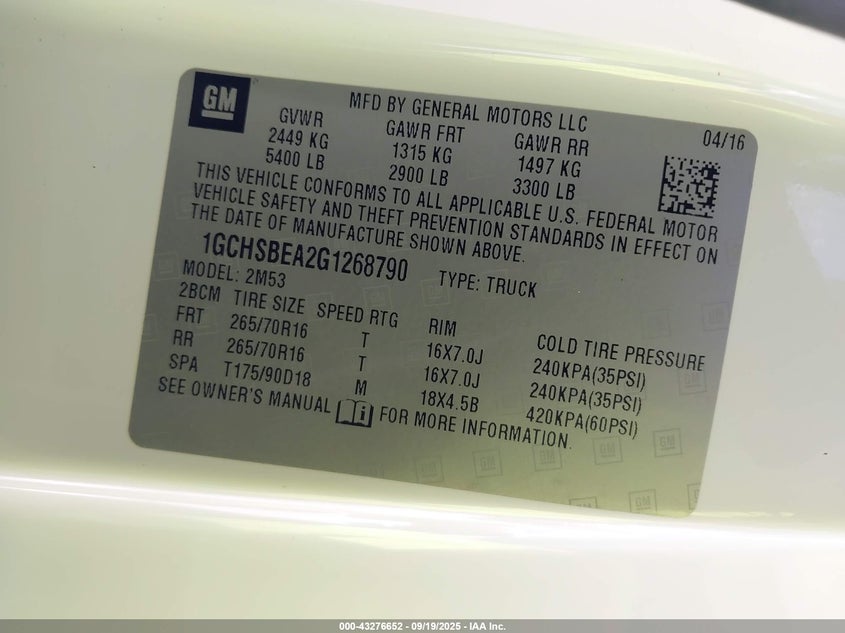 GM
MFD BY GENERAL MOTORS LLC
04/16
GVWR GAWR FRT GAWR RR
2449 KG 1315 KG 1497 KG
5400 LB 2900 LB 3300 LB
THIS VEHICLE CONFORMS TO ALL APPLICABLE U.S. FEDERAL MOTOR
VEHICLE SAFETY AND THEFT PREVENTION STANDARDS IN EFFECT ON
THE DATE OF MANUFACTURE SHOWN ABOVE.
1GCHSBEA2G1268790 TYPE: TRUCK
MODEL: 2M53
2BCM TIRE SIZE SPEED RTG RIM COLD TIRE PRESSURE
FRT 265/70R16 T 16X7.0J 240KPA(35PSI)
RR 265/70R16 T 16X7.0J 240KPA(35PSI)
SPA T175/90D18 M 18X4.5B 420KPA(60PSI)
SEE OWNER'S MANUAL FOR MORE INFORMATION.
000-43276652 - 09/19/2025 - IAA Inc.